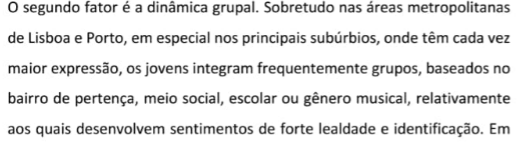 O segundo fator é a dinâmica grupal. Sobretudo nas áreas metropolitanas
de Lisboa e Porto, em especial nos principais subúrbios, onde têm cada vez
maior expressão, os jovens integram frequentemente grupos, baseados no
bairro de pertença, meio social, escolar ou gênero musical, relativamente
aos quais desenvolvem sentimentos de forte lealdade e identificação. Em